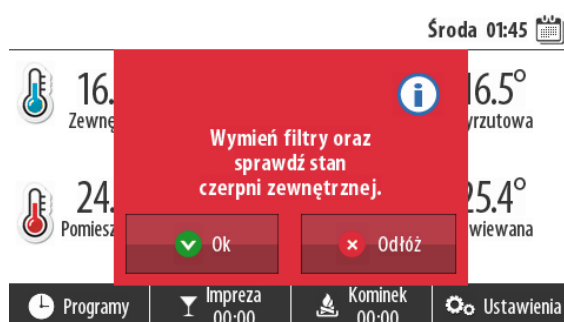 Środa 01:45
16.
Zewnę
16.5°
yrzutowa
Wymień filtry oraz
sprawdź stan
czerpni zewnętrznej.
24.
Pomiesz
25.4°
wiewana
Ok
Odłóż
Programy
Impreza
00:00
Kominek
00:00
Ustawienia